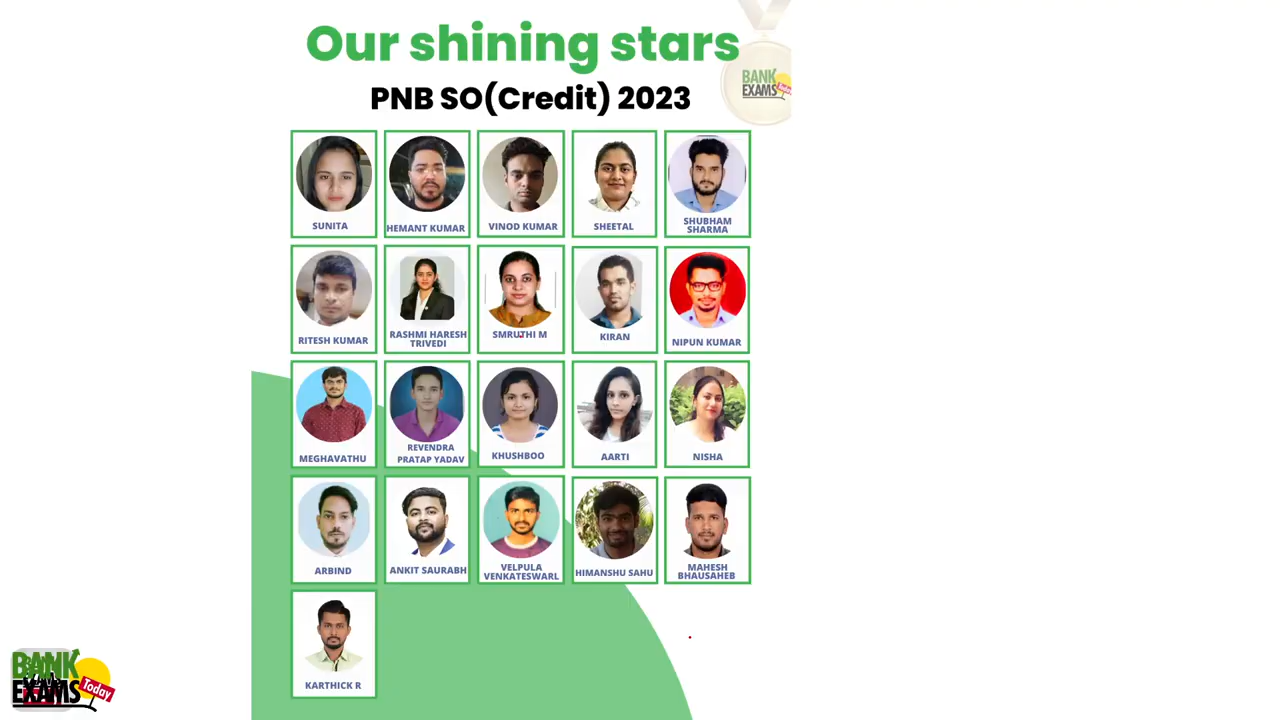 Our shining stars
PNB SO(Credit) 2023
BANK
EXAMS
SUNITA
HEMANT KUMAR
VINOD KUMAR
SHEETAL
SHUBHAM
SHARMA
RITESH KUMAR
RASHMI HARESH
TRIVEDI
SMRUTHI M
KIRAN
NIPUN KUMAR
MEGHAVATHU
REVENDRA
PRATAP YADAV
KHUSHBOO
AARTI
NISHA
ARBIND
ANKIT SAURABH
VELPULA
VENKATESWARL
HIMANSHU SAHU
MAHESH
BHAUSAHEB
KARTHICK R
BANK
EXAMS
Today